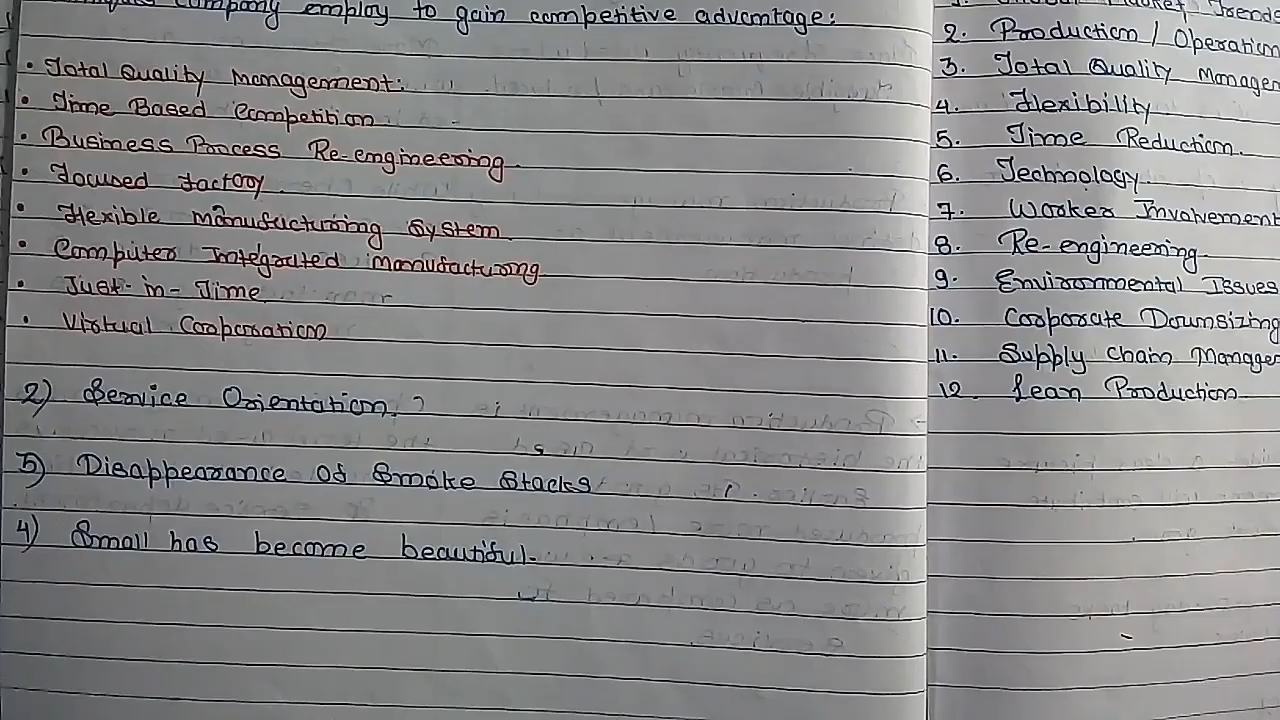 company employ to gain competitive advantage:
• Total Quality Management:
• Time Based Competition
• Business Process Re-engineering
• Focused factory
• Flexible Manufacturing System
• Computer Integrated Manufacturing
• Just-in-Time
• Virtual Corporation
2) Service Orientation.
3) Disappearance Of Smoke Stacks
4) Small has become beautiful.
1. Trends
2. Production / Operation
3. Total Quality Manager
4. Flexibility
5. Time Reduction.
6. Technology
7. Worker Involvement
8. Re-engineering
9. Environmental Issues
10. Corporate Downsizing
11. Supply Chain Manager
12. Lean Production